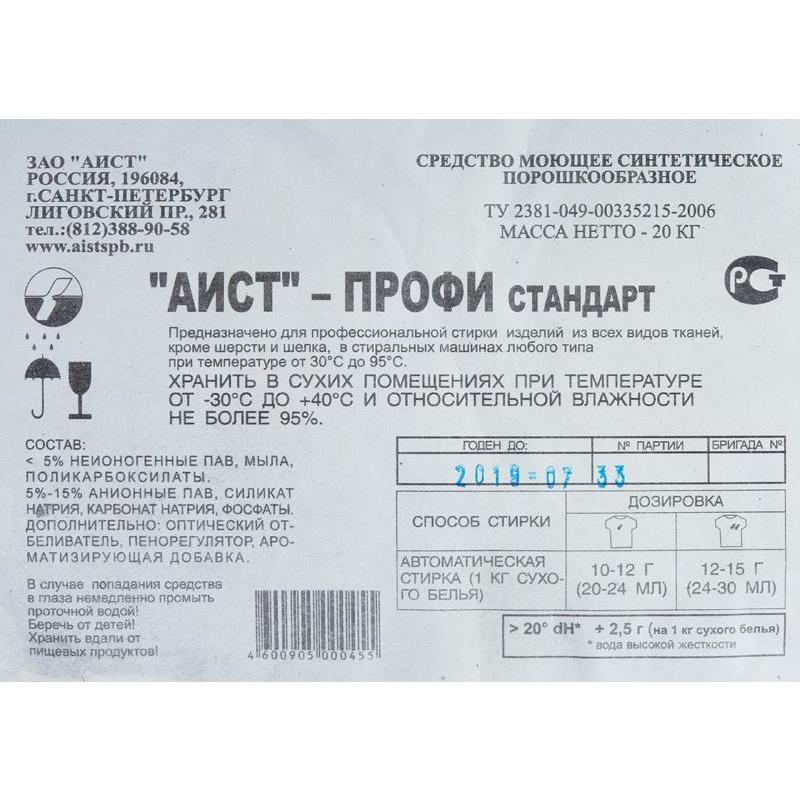 ЗАО "АИСТ"
РОССИЯ, 196084,
г.САНКТ-ПЕТЕРБУРГ
ЛИГОВСКИЙ ПР., 281
тел.:(812)388-90-58
www.aistspb.ru
СРЕДСТВО МОЮЩЕЕ СИНТЕТИЧЕСКОЕ
ПОРОШКООБРАЗНОЕ
ТУ 2381-049-00335215-2006
МАССА НЕТТО - 20 КГ
"АИСТ" – ПРОФИ СТАНДАРТ
РСТ
Предназначено для профессиональной стирки изделий из всех видов тканей,
кроме шерсти и шелка, в стиральных машинах любого типа
при температуре от 30°С до 95°С.
ХРАНИТЬ В СУХИХ ПОМЕЩЕНИЯХ ПРИ ТЕМПЕРАТУРЕ
ОТ -30°С ДО +40°С И ОТНОСИТЕЛЬНОЙ ВЛАЖНОСТИ
НЕ БОЛЕЕ 95%.
СОСТАВ:
< 5% НЕИОНОГЕННЫЕ ПАВ, МЫЛА,
ПОЛИКАРБОКСИЛАТЫ.
5%-15% АНИОННЫЕ ПАВ, СИЛИКАТ
НАТРИЯ, КАРБОНАТ НАТРИЯ, ФОСФАТЫ.
ДОПОЛНИТЕЛЬНО: ОПТИЧЕСКИЙ ОТ-
БЕЛИВАТЕЛЬ, ПЕНОРЕГУЛЯТОР, АРО-
МАТИЗИРУЮЩАЯ ДОБАВКА.
В случае попадания средства
в глаза немедленно промыть
проточной водой!
Беречь от детей!
Хранить вдали от
пищевых продуктов!
4 600905 000455
ГОДЕН ДО: № ПАРТИИ БРИГАДА №
2019-07 33
СПОСОБ СТИРКИ ДОЗИРОВКА
АВТОМАТИЧЕСКАЯ
СТИРКА (1 КГ СУХО-
ГО БЕЛЬЯ)
10-12 Г
(20-24 МЛ)
12-15 Г
(24-30 МЛ)
> 20° dH* + 2,5 г (на 1 кг сухого белья)
* вода высокой жесткости